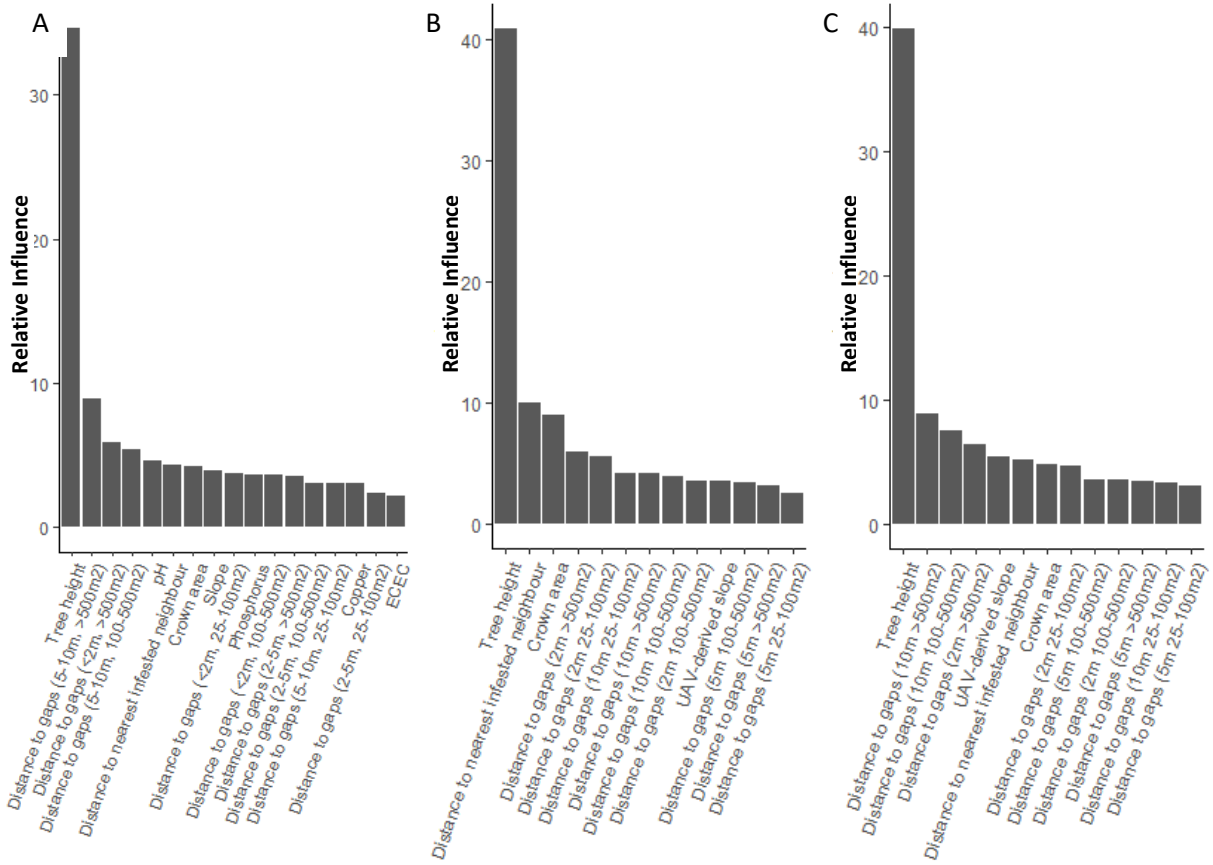 A
Relative Influence
30
20
10
0
Tree height
Distance to gaps (5-10m, >500m2)
Distance to gaps (<2m, >500m2)
Distance to gaps (5-10m, 100-500m2)
pH
Distance to nearest infested neighbour
Crown area
Slope
Distance to gaps (<2m, 25-100m2)
Phosphorus
Distance to gaps (<2m, 100-500m2)
Distance to gaps (2-5m, >500m2)
Distance to gaps (2-5m, 100-500m2)
Distance to gaps (5-10m, 25-100m2)
Copper
Distance to gaps (2-5m, 25-100m2)
ECEC
B
Relative Influence
40
30
20
10
0
Tree height
Distance to nearest infested neighbour
Crown area
Distance to gaps (2m >500m2)
Distance to gaps (2m 25-100m2)
Distance to gaps (10m 25-100m2)
Distance to gaps (10m >500m2)
Distance to gaps (10m 100-500m2)
Distance to gaps (2m 100-500m2)
UAV-derived slope
Distance to gaps (5m 100-500m2)
Distance to gaps (5m >500m2)
Distance to gaps (5m 25-100m2)
C
Relative Influence
40
30
20
10
0
Tree height
Distance to gaps (10m >500m2)
Distance to gaps (10m 100-500m2)
Distance to gaps (2m >500m2)
UAV-derived slope
Distance to nearest infested neighbour
Crown area
Distance to gaps (2m 25-100m2)
Distance to gaps (5m 100-500m2)
Distance to gaps (2m 100-500m2)
Distance to gaps (5m >500m2)
Distance to gaps (10m 25-100m2)
Distance to gaps (5m 25-100m2)